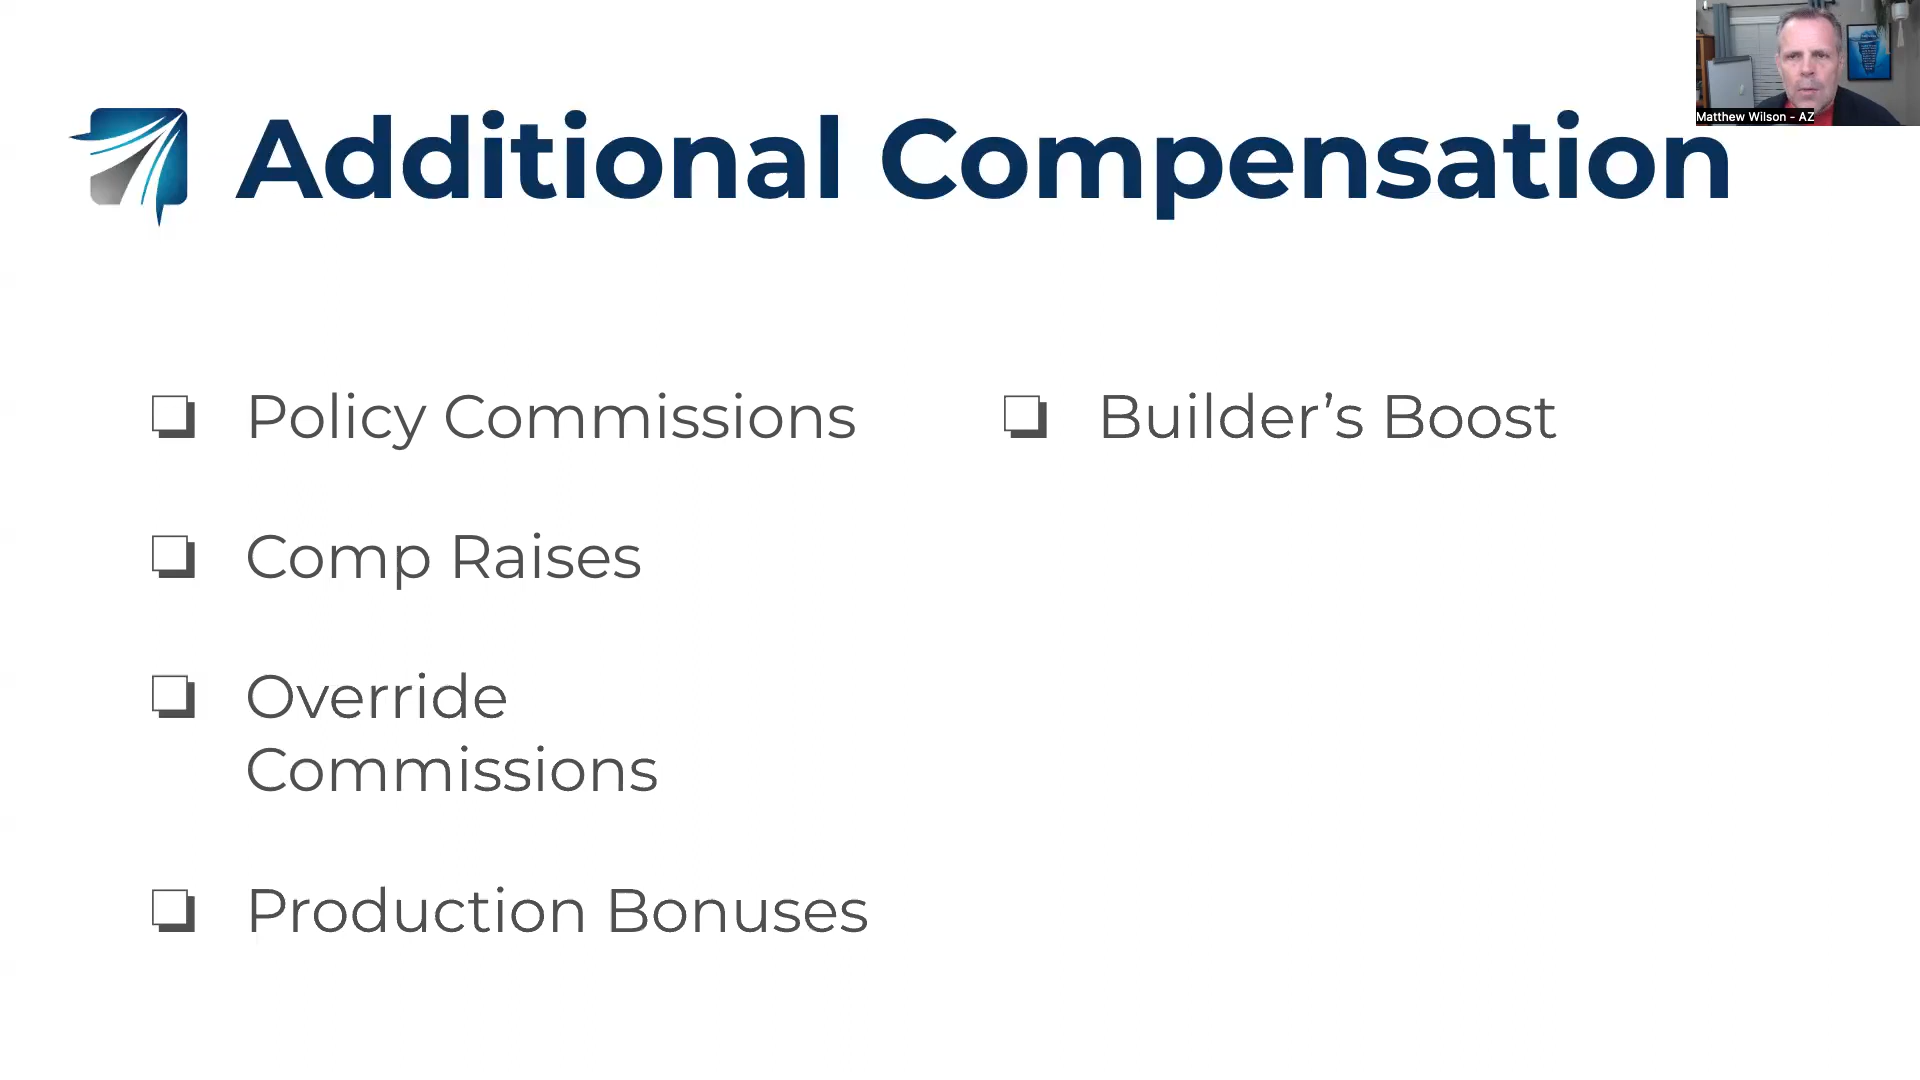 Matthew Wilson - AZ
Additional Compensation
❏ Policy Commissions
❏ Comp Raises
❏ Override
Commissions
❏ Production Bonuses
❏ Builder’s Boost